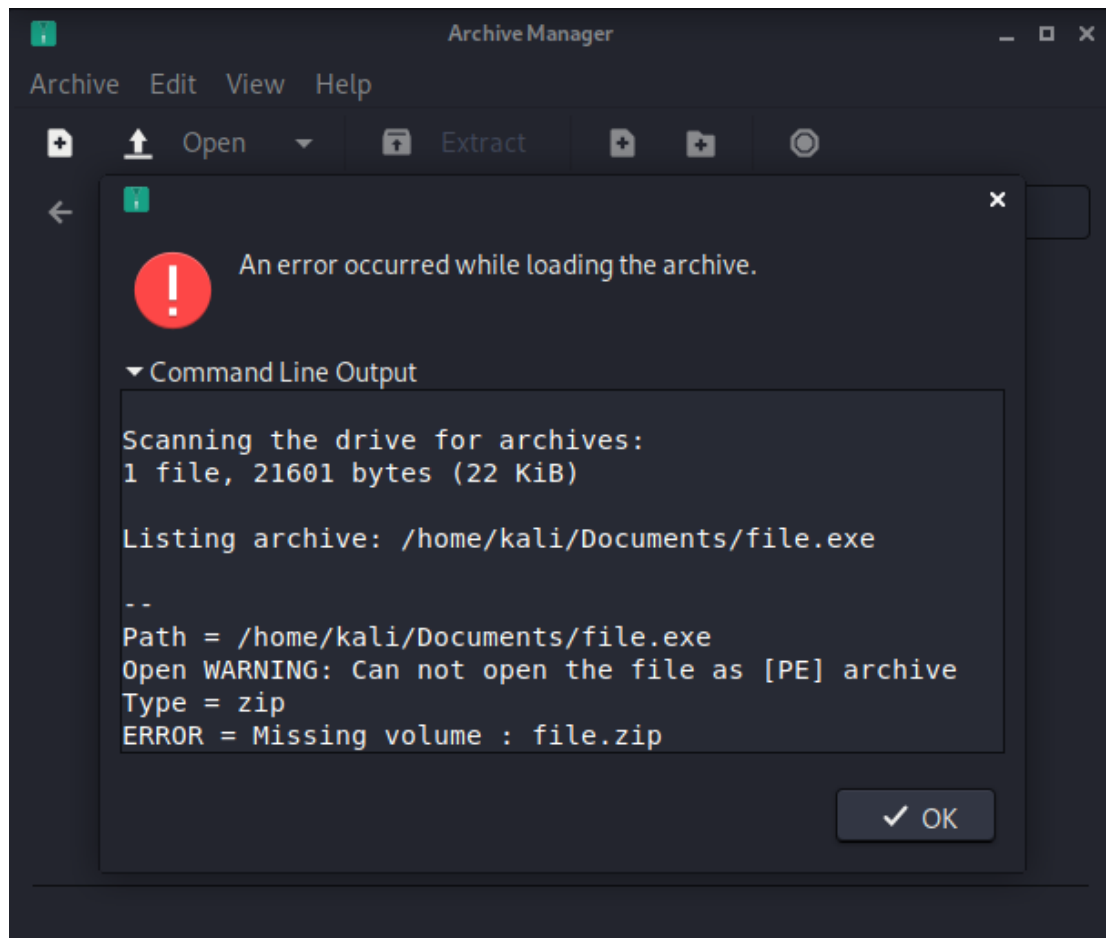 Archive Manager
Archive Edit View Help
Open Extract
An error occurred while loading the archive.
Command Line Output
Scanning the drive for archives:
1 file, 21601 bytes (22 KiB)
Listing archive: /home/kali/Documents/file.exe
--
Path = /home/kali/Documents/file.exe
Open WARNING: Can not open the file as [PE] archive
Type = zip
ERROR = Missing volume : file.zip
OK